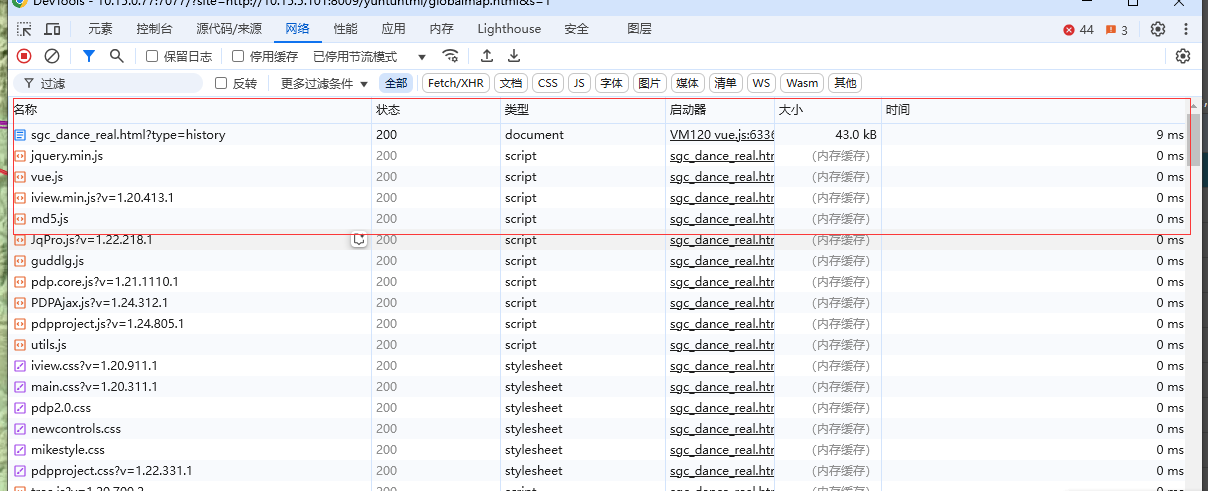 DevTools - 10.15.0.77:7077/?site=http://10.15.5.101:8009/yuntuhtml/globalmap.html&s=1
元素 控制台 源代码/来源 网络 性能 应用 内存 Lighthouse 安全 图层 44 3
保留日志 停用缓存 已停用节流模式
过滤 反转 更多过滤条件 全部 Fetch/XHR 文档 CSS JS 字体 图片 媒体 清单 WS Wasm 其他
名称 状态 类型 启动器 大小 时间
sgc_dance_real.html?type=history 200 document VM120 vue.js:6336 43.0 kB 9 ms
jquery.min.js 200 script sgc_dance_real.htr (内存缓存) 0 ms
vue.js 200 script sgc_dance_real.htr (内存缓存) 0 ms
iview.min.js?v=1.20.413.1 200 script sgc_dance_real.htr (内存缓存) 0 ms
md5.js 200 script sgc_dance_real.htr (内存缓存) 0 ms
JqPro.js?v=1.22.218.1 200 script sgc_dance_real.htr (内存缓存) 0 ms
guddlg.js 200 script sgc_dance_real.htr (内存缓存) 0 ms
pdp.core.js?v=1.21.1110.1 200 script sgc_dance_real.htr (内存缓存) 0 ms
PDPAjax.js?v=1.24.312.1 200 script sgc_dance_real.htr (内存缓存) 0 ms
pdpproject.js?v=1.24.805.1 200 script sgc_dance_real.htr (内存缓存) 0 ms
utils.js 200 script sgc_dance_real.htr (内存缓存) 0 ms
iview.css?v=1.20.911.1 200 stylesheet sgc_dance_real.htr (内存缓存) 0 ms
main.css?v=1.20.311.1 200 stylesheet sgc_dance_real.htr (内存缓存) 0 ms
pdp2.0.css 200 stylesheet sgc_dance_real.htr (内存缓存) 0 ms
newcontrols.css 200 stylesheet sgc_dance_real.htr (内存缓存) 0 ms
mikestyle.css 200 stylesheet sgc_dance_real.htr (内存缓存) 0 ms
pdpproject.css?v=1.22.331.1 200 stylesheet sgc_dance_real.htr (内存缓存) 0 ms
200 script sgc_dance_real.htr (内存缓存) 0 ms